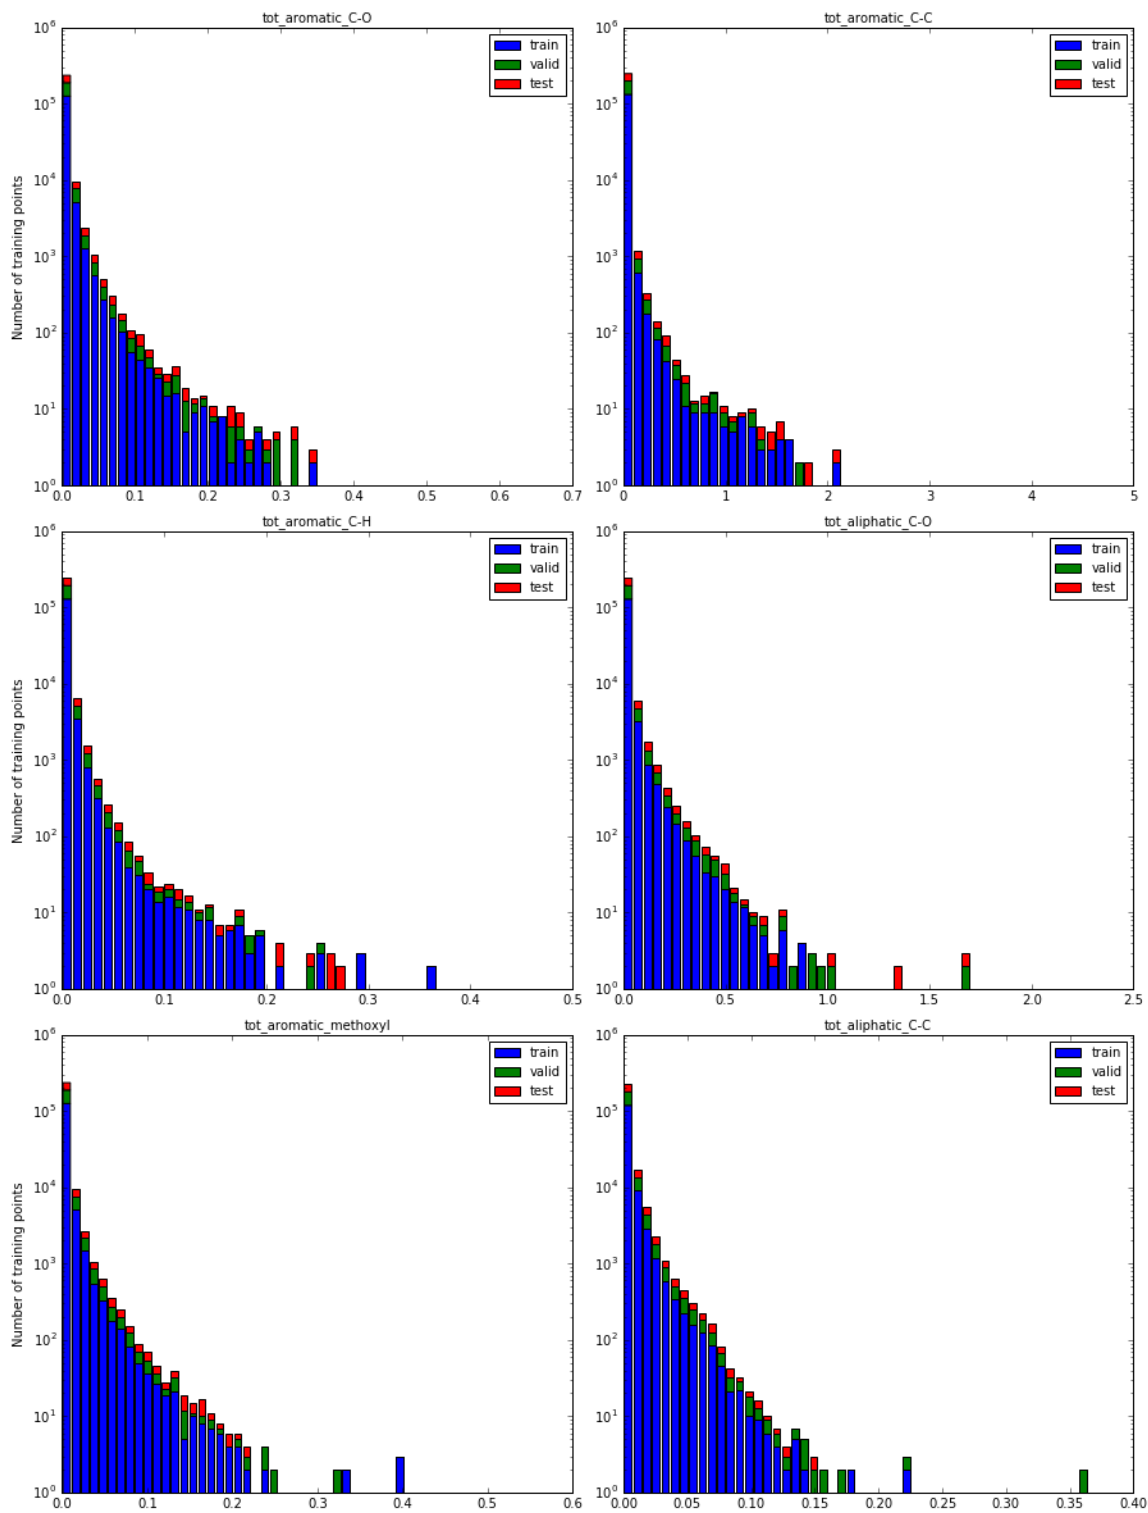 tot_aromatic_C-O
10^6
10^5
10^4
10^3
10^2
10^1
10^0
Number of training points
train
valid
test
0.0 0.1 0.2 0.3 0.4 0.5 0.6 0.7
tot_aromatic_C-C
10^6
10^5
10^4
10^3
10^2
10^1
10^0
train
valid
test
0 1 2 3 4 5
tot_aromatic_C-H
10^6
10^5
10^4
10^3
10^2
10^1
10^0
Number of training points
train
valid
test
0.0 0.1 0.2 0.3 0.4 0.5
tot_aliphatic_C-O
10^6
10^5
10^4
10^3
10^2
10^1
10^0
train
valid
test
0.0 0.5 1.0 1.5 2.0 2.5
tot_aromatic_methoxyl
10^6
10^5
10^4
10^3
10^2
10^1
10^0
Number of training points
train
valid
test
0.0 0.1 0.2 0.3 0.4 0.5 0.6
tot_aliphatic_C-C
10^6
10^5
10^4
10^3
10^2
10^1
10^0
train
valid
test
0.00 0.05 0.10 0.15 0.20 0.25 0.30 0.35 0.40